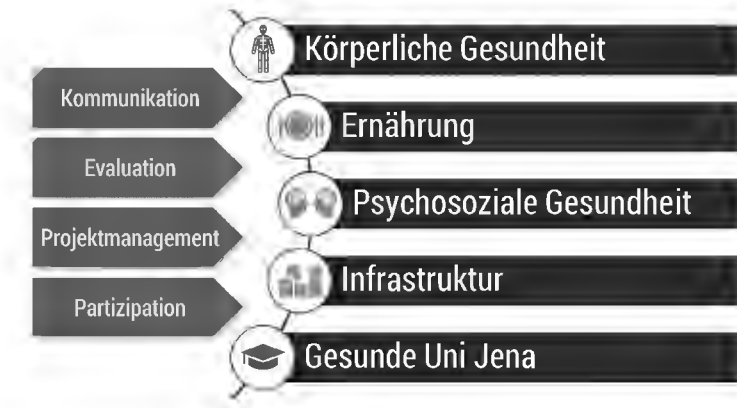 Körperliche Gesundheit
Kommunikation
Ernährung
Evaluation
Psychosoziale Gesundheit
Projektmanagement
Infrastruktur
Partizipation
Gesunde Uni Jena